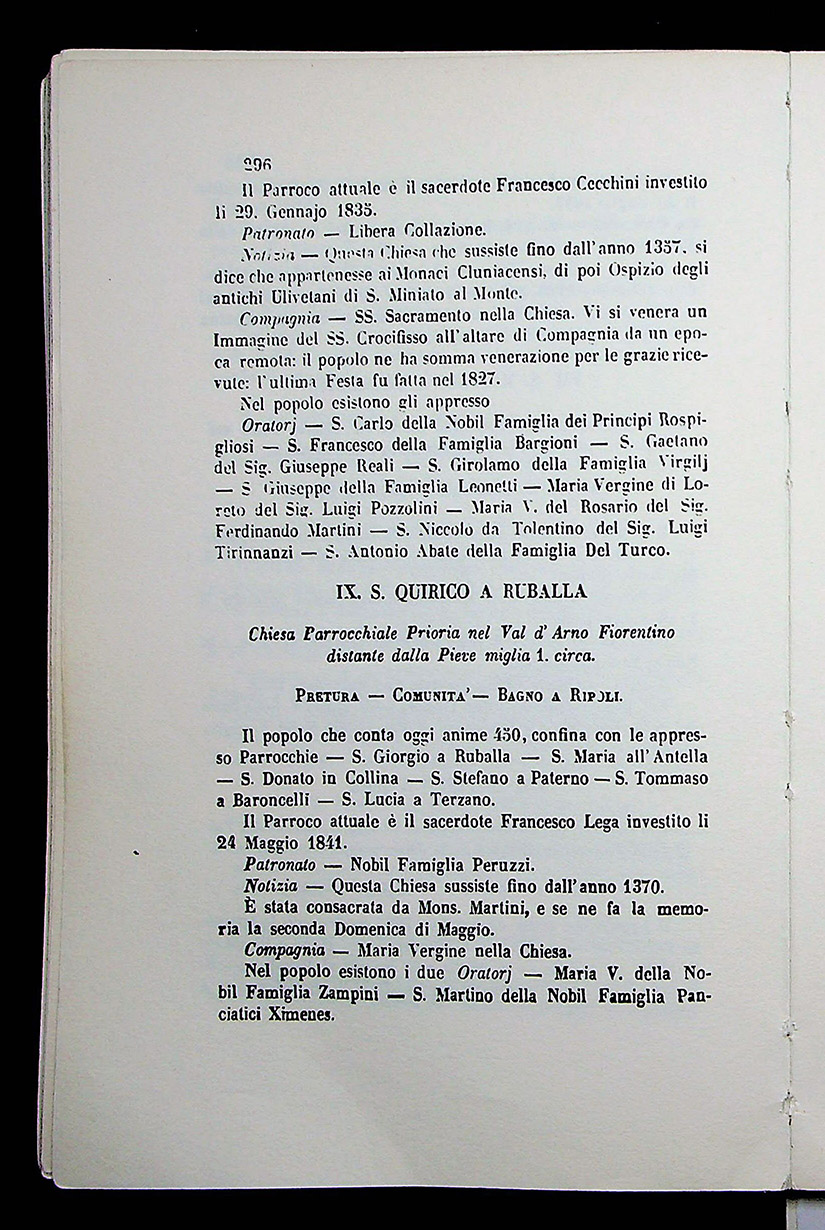 296
Il Parroco attuale è il sacerdote Francesco Cecchini investito
li 29. Gennajo 1835.
Patronato — Libera Collazione.
Notizia — Questa Chiesa che sussiste fino dall'anno 1357. si
dice che appartenesse ai Monaci Cluniacensi, di poi Ospizio degli
antichi Ulivetani di S. Miniato al Monte.
Compagnia — SS. Sacramento nella Chiesa. Vi si venera un
Immagine del SS. Crocifisso all'altare di Compagnia da un epo-
ca remota: il popolo ne ha somma venerazione per le grazie rice-
vute: l'ultima Festa fu fatta nel 1827.
Nel popolo esistono gli appresso
Oratorj — S. Carlo della Nobil Famiglia dei Principi Rospi-
gliosi — S. Francesco della Famiglia Bargioni — S. Gaetano
del Sig. Giuseppe Reali — S. Girolamo della Famiglia Virgilj
— S Giuseppe della Famiglia Leonetti — Maria Vergine di Lo-
reto del Sig. Luigi Pozzolini — Maria V. del Rosario del Sig.
Ferdinando Martini — S. Niccolo da Tolentino del Sig. Luigi
Tirinnanzi — S. Antonio Abate della Famiglia Del Turco.
IX. S. QUIRICO A RUBALLA
Chiesa Parrocchiale Prioria nel Val d'Arno Fiorentino
distante dalla Pieve miglia 1. circa.
PRETURA — COMUNITA'— BAGNO A RIPOLI.
Il popolo che conta oggi anime 450, confina con le appres-
so Parrocchie — S. Giorgio a Ruballa — S. Maria all'Antella
— S. Donato in Collina — S. Stefano a Paterno — S. Tommaso
a Baroncelli — S. Lucia a Terzano.
Il Parroco attuale è il sacerdote Francesco Lega investito li
24 Maggio 1841.
Patronato — Nobil Famiglia Peruzzi.
Notizia — Questa Chiesa sussiste fino dall'anno 1370.
È stata consacrata da Mons. Martini, e se ne fa la memo-
ria la seconda Domenica di Maggio.
Compagnia — Maria Vergine nella Chiesa.
Nel popolo esistono i due Oratorj — Maria V. della No-
bil Famiglia Zampini — S. Martino della Nobil Famiglia Pan-
ciatici Ximenes.